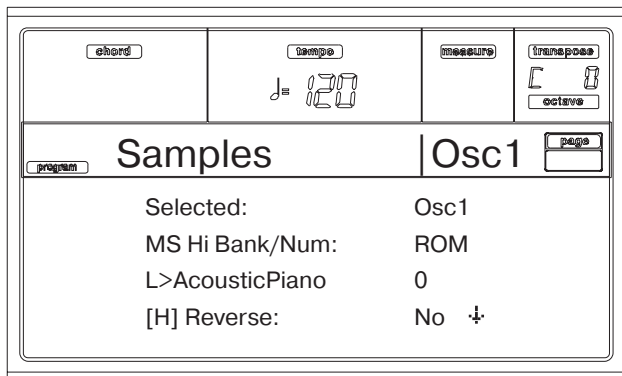 chord tempo measure transpose
♩= 120 C 0
octave
program Samples Osc1 page
Selected: Osc1
MS Hi Bank/Num: ROM
L>AcousticPiano 0
[H] Reverse: No